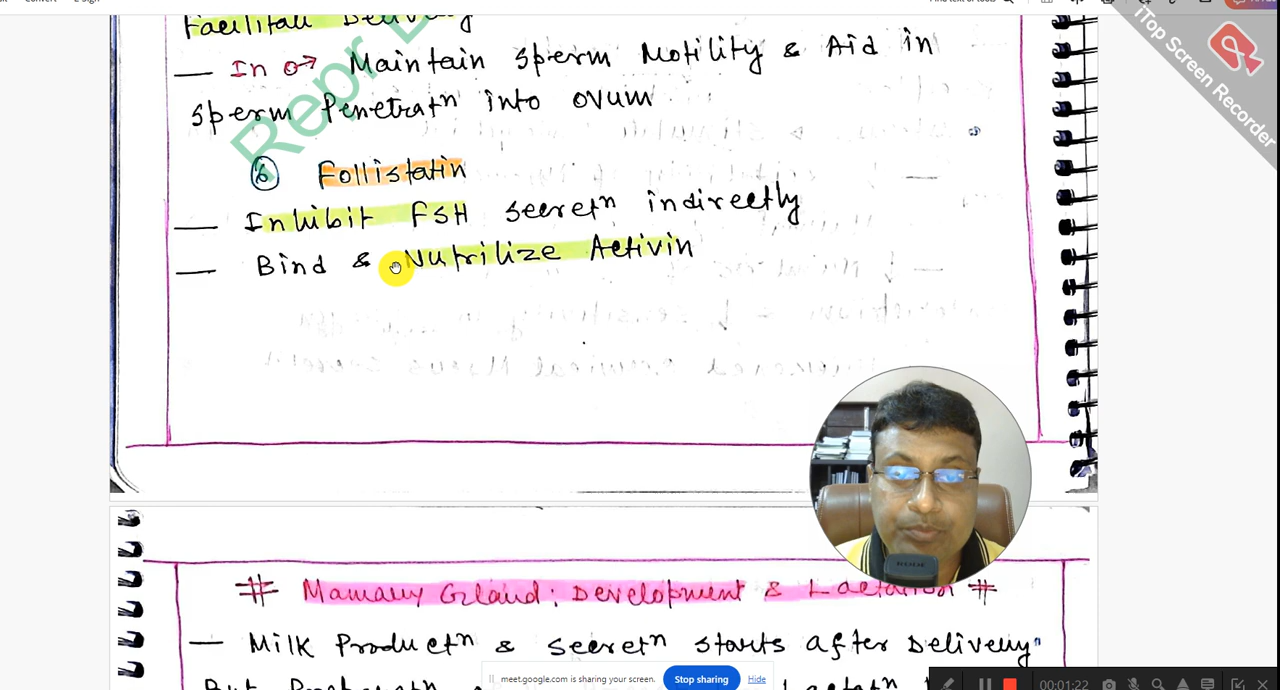 Facilitate Delivery
— In ♂ Maintain Sperm Motility & Aid in
Sperm Penetratn into ovum
⑥ Follistatin
— Inhibit FSH Secretn indirectly
— Bind & Nutrilize Activin
# Mamary Gland: Development & Lactation #
— Milk Productn & Secretn starts after Delivery
But
iTop Screen Recorder
RODE
meet.google.com is sharing your screen.
Stop sharing
Hide
00:01:22